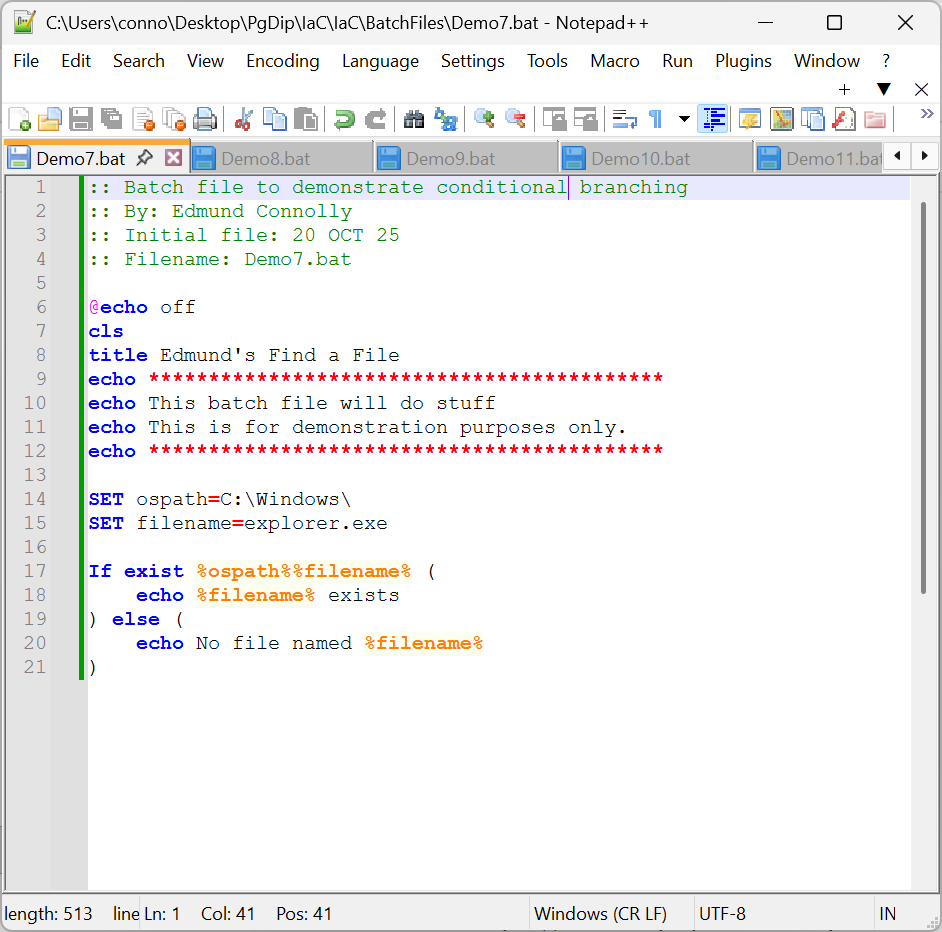 C:\Users\conno\Desktop\PgDip\IaC\IaC\BatchFiles\Demo7.bat - Notepad++
File Edit Search View Encoding Language Settings Tools Macro Run Plugins Window ?
Demo7.bat Demo8.bat Demo9.bat Demo10.bat Demo11.bat
1 :: Batch file to demonstrate conditional branching
2 :: By: Edmund Connolly
3 :: Initial file: 20 OCT 25
4 :: Filename: Demo7.bat
5
6 @echo off
7 cls
8 title Edmund's Find a File
9 echo *******************************************
10 echo This batch file will do stuff
11 echo This is for demonstration purposes only.
12 echo *******************************************
13
14 SET ospath=C:\Windows\
15 SET filename=explorer.exe
16
17 If exist %ospath%%filename% (
18     echo %filename% exists
19 ) else (
20     echo No file named %filename%
21 )
length: 513 line Ln: 1 Col: 41 Pos: 41 Windows (CR LF) UTF-8 IN